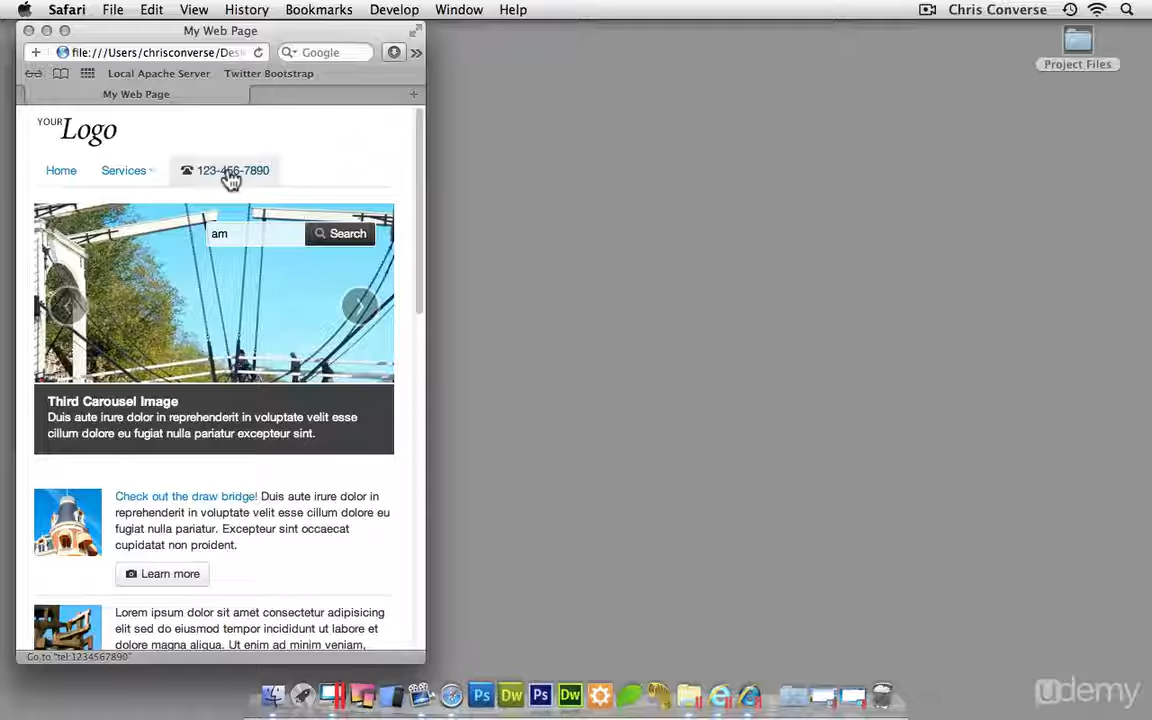 Safari File Edit View History Bookmarks Develop Window Help Chris Converse
My Web Page
file:///Users/chrisconverse/Des Google
Local Apache Server Twitter Bootstrap
My Web Page
Project Files
YOUR Logo
Home Services 123-456-7890
am Search
Third Carousel Image
Duis aute irure dolor in reprehenderit in voluptate velit esse
cillum dolore eu fugiat nulla pariatur excepteur sint.
Check out the draw bridge! Duis aute irure dolor in
reprehenderit in voluptate velit esse cillum dolore eu
fugiat nulla pariatur. Excepteur sint occaecat
cupidatat non proident.
Learn more
Lorem ipsum dolor sit amet consectetur adipisicing
elit sed do eiusmod tempor incididunt ut labore et
dolore magna aliqua. Ut enim ad minim veniam,
Go to "tel:1234567890"
Ps Dw Ps Dw
udemy